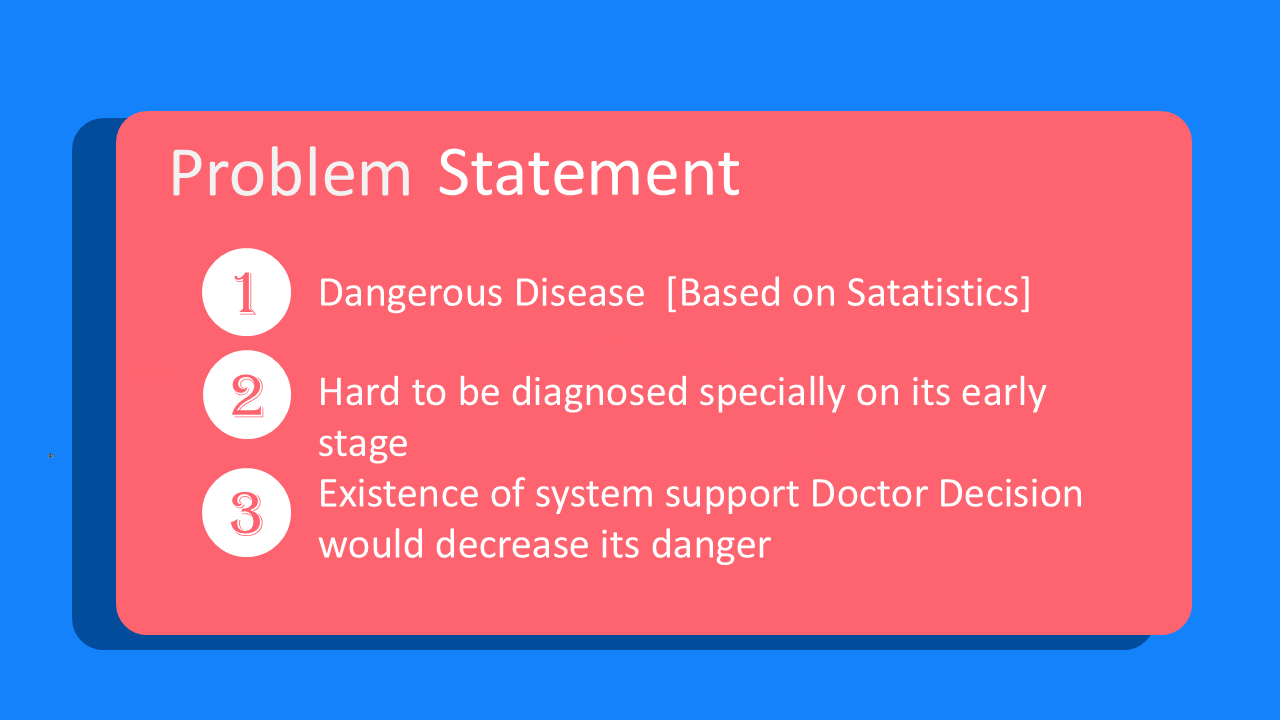 Problem Statement
1 Dangerous Disease [Based on Satatistics]
2 Hard to be diagnosed specially on its early
stage
3 Existence of system support Doctor Decision
would decrease its danger